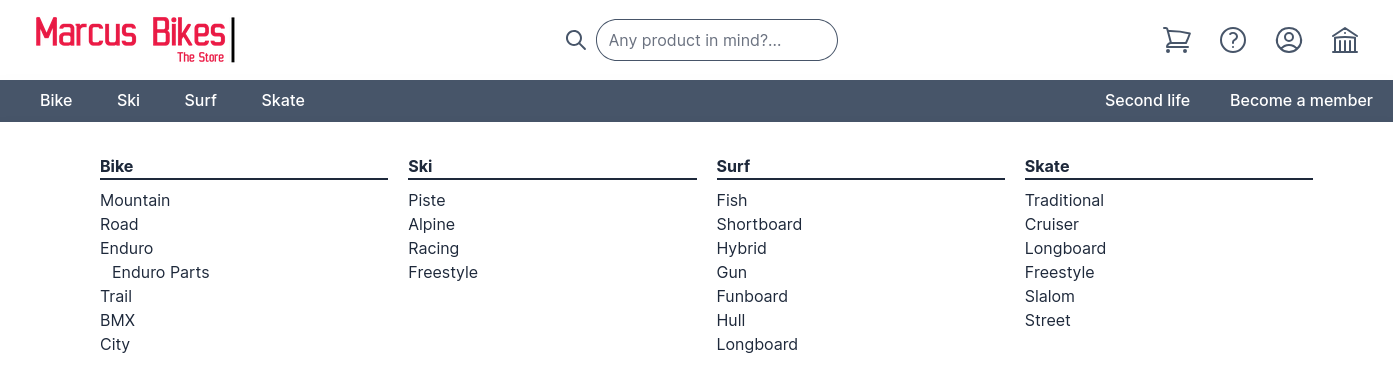 Marcus Bikes
The Store
Any product in mind?...
Bike Ski Surf Skate Second life Become a member
Bike
Mountain
Road
Enduro
Enduro Parts
Trail
BMX
City
Ski
Piste
Alpine
Racing
Freestyle
Surf
Fish
Shortboard
Hybrid
Gun
Funboard
Hull
Longboard
Skate
Traditional
Cruiser
Longboard
Freestyle
Slalom
Street